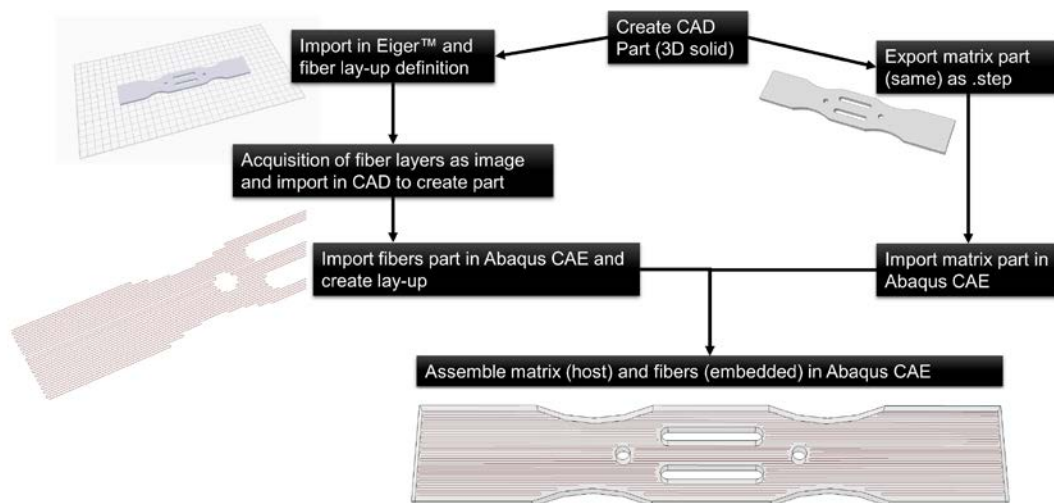 Create CAD
Part (3D solid)
Import in Eiger™ and
fiber lay-up definition
Export matrix part
(same) as .step
Acquisition of fiber layers as image
and import in CAD to create part
Import fibers part in Abaqus CAE and
create lay-up
Import matrix part in
Abaqus CAE
Assemble matrix (host) and fibers (embedded) in Abaqus CAE